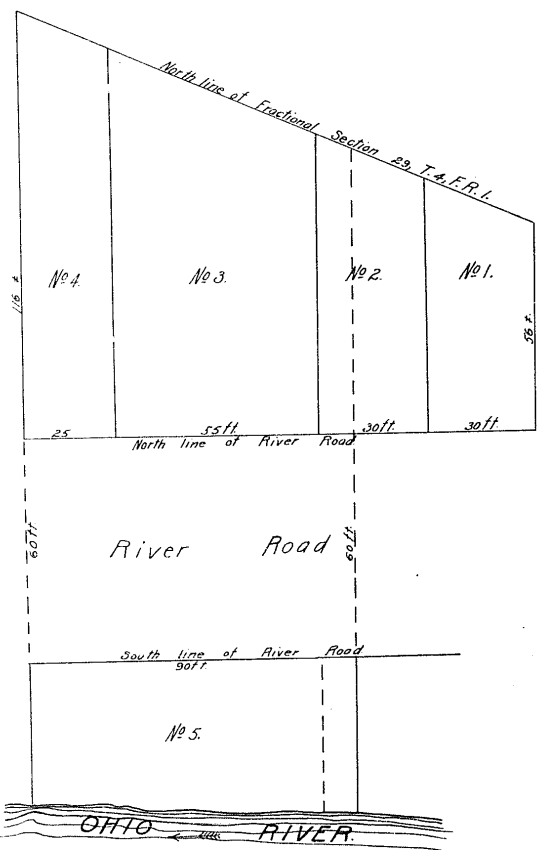 North line of Fractional Section 29, T. 4, F. R. 1.
No 4.
No 3.
No 2.
No 1.
116 ±
56 ±
25
55 ft.
30 ft.
30 ft.
North line of River Road
60 ft
River Road
60 ft.
South line of River Road
90 ft.
No 5.
OHIO RIVER.